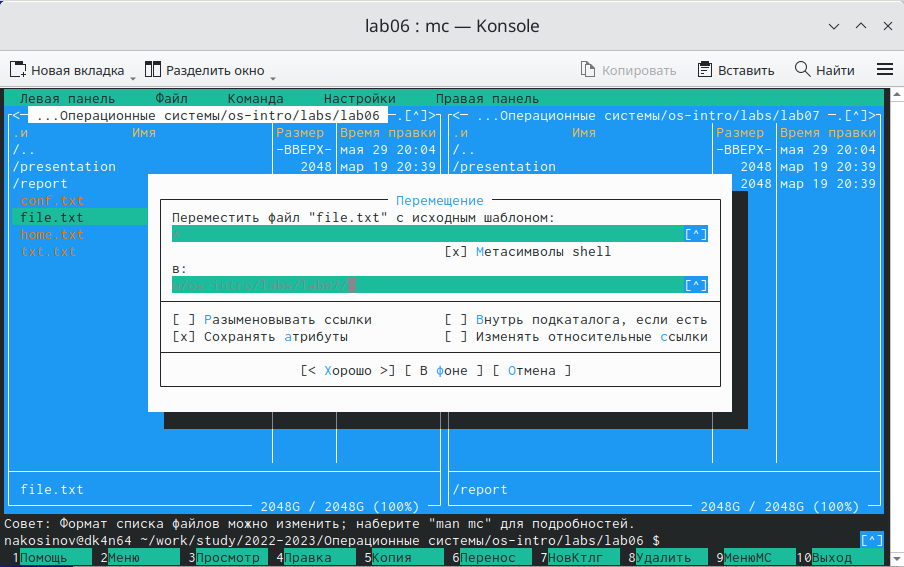 lab06 : mc — Konsole
Новая вкладка Разделить окно Копировать Вставить Найти
Левая панель Файл Команда Настройки Правая панель
<— ...Операционные системы/os-intro/labs/lab06 —.[^]> <— ...Операционные системы/os-intro/labs/lab07 —.[^]>
.и Имя Размер Время правки .и Имя Размер Время правки
/.. -ВВЕРХ- мая 29 20:04 /.. -ВВЕРХ- мая 29 20:04
/presentation 2048 мар 19 20:39 /presentation 2048 мар 19 20:39
/report 2048 мар 19 20:39
conf.txt
file.txt
home.txt
txt.txt
Перемещение
Переместить файл "file.txt" с исходным шаблоном:
[^]
[x] Метасимволы shell
в:
/os-intro/labs/lab07/ [^]
[ ] Разыменовывать ссылки [ ] Внутрь подкаталога, если есть
[x] Сохранять атрибуты [ ] Изменять относительные ссылки
[< Хорошо >] [ В фоне ] [ Отмена ]
file.txt /report
2048G / 2048G (100%) 2048G / 2048G (100%)
Совет: Формат списка файлов можно изменить; наберите "man mc" для подробностей.
nakosinov@dk4n64 ~/work/study/2022-2023/Операционные системы/os-intro/labs/lab06 $ [^]
1Помощь 2Меню 3Просмотр 4Правка 5Копия 6Перенос 7НовКтлг 8Удалить 9МенюMC 10Выход